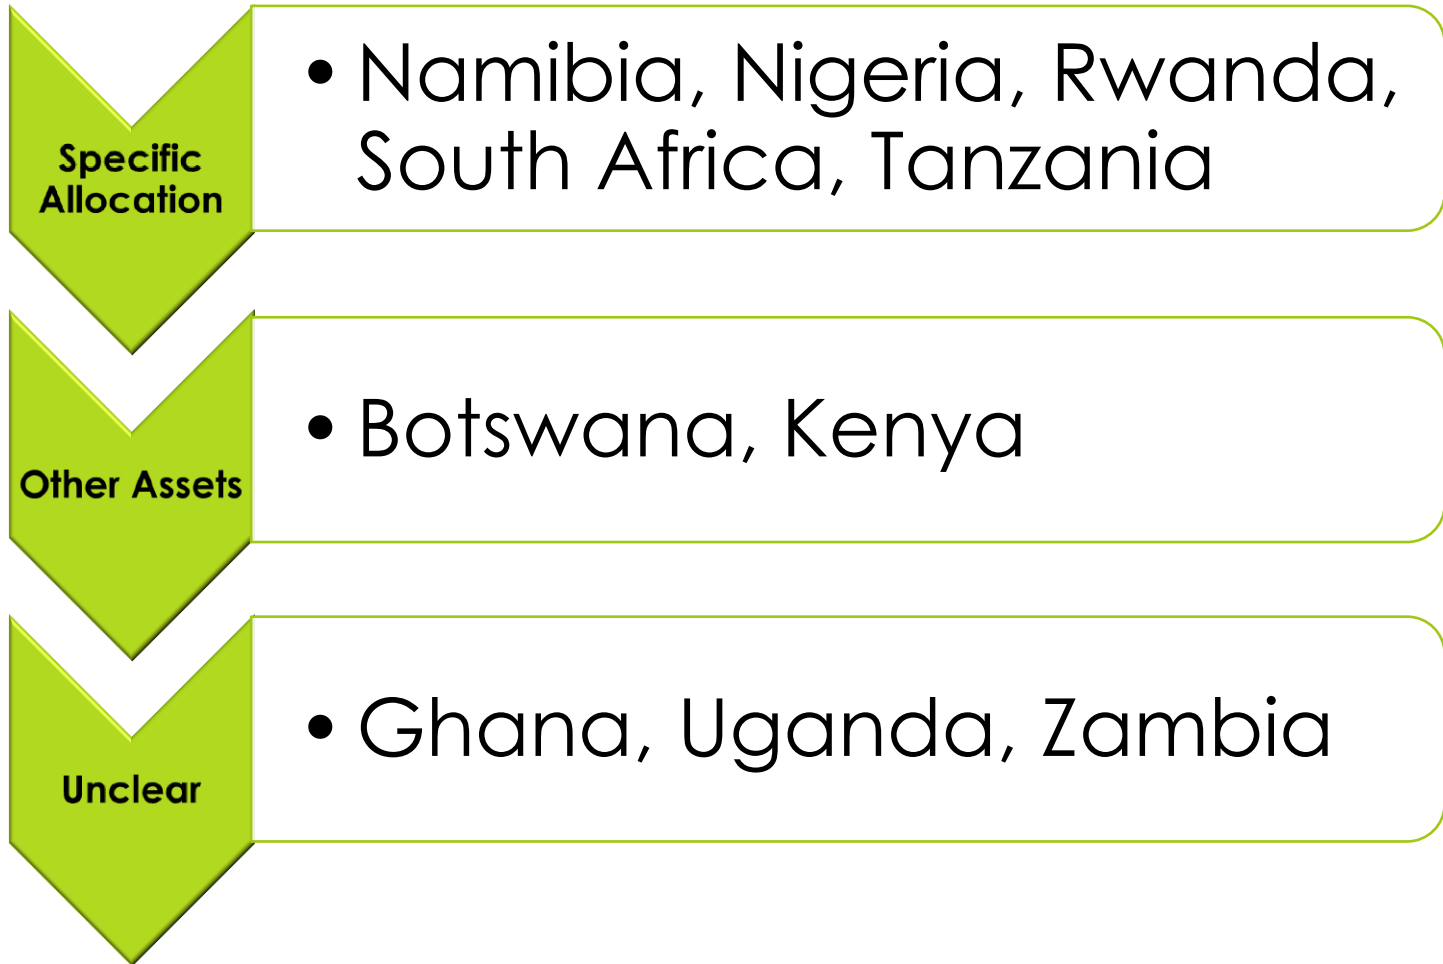 Specific
Allocation
• Namibia, Nigeria, Rwanda,
South Africa, Tanzania
Other Assets
• Botswana, Kenya
Unclear
• Ghana, Uganda, Zambia